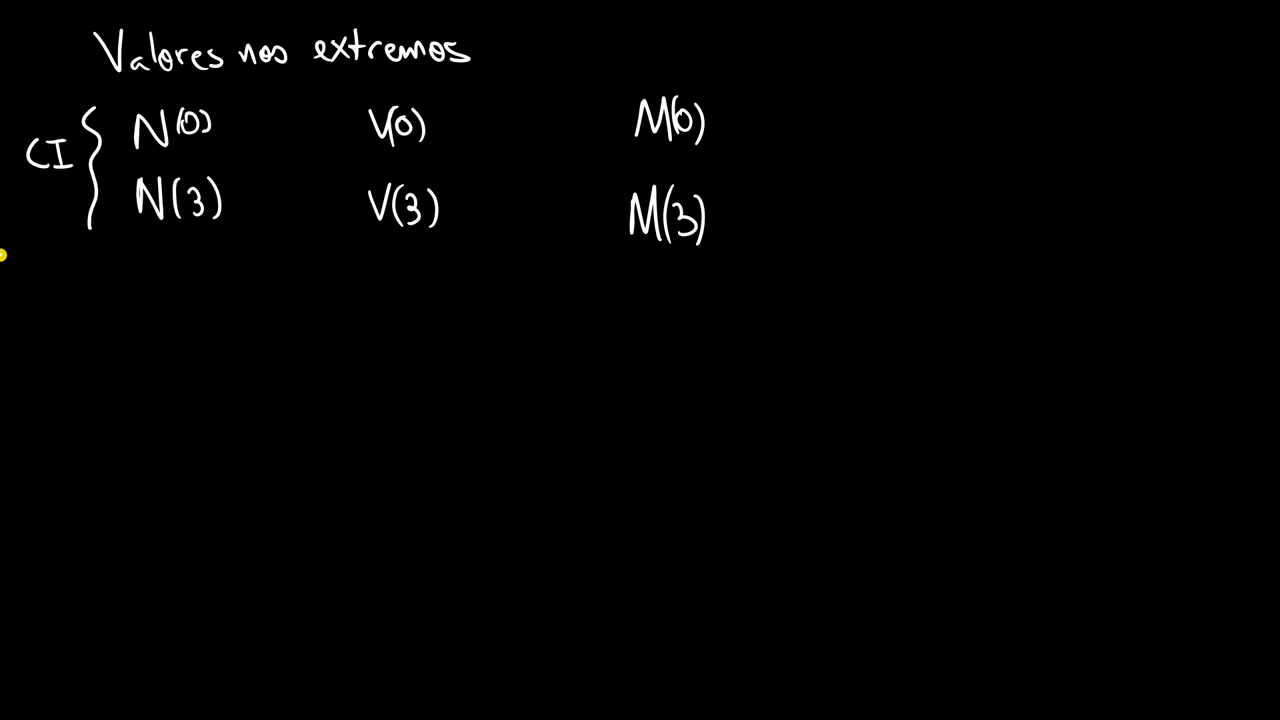 Valores nos extremos
CI { N(0) V(0) M(0)
N(3) V(3) M(3)